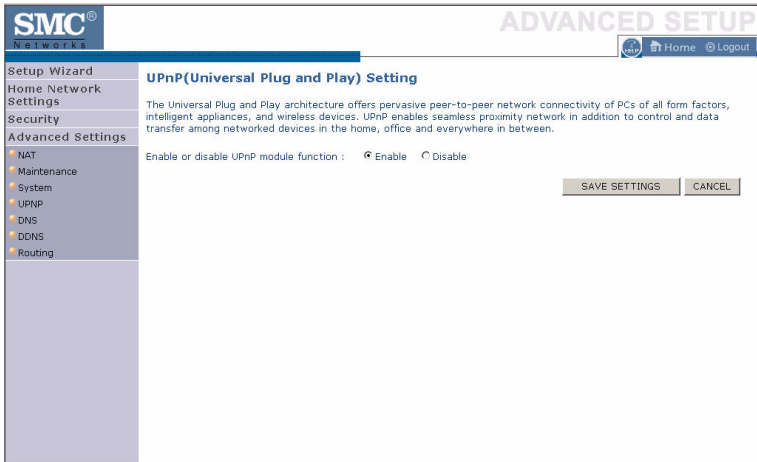 SMC®
Networks
ADVANCED SETUP
HELP
Home
Logout
Setup Wizard
Home Network
Settings
Security
Advanced Settings
NAT
Maintenance
System
UPNP
DNS
DDNS
Routing
UPnP(Universal Plug and Play) Setting
The Universal Plug and Play architecture offers pervasive peer-to-peer network connectivity of PCs of all form factors,
intelligent appliances, and wireless devices. UPnP enables seamless proximity network in addition to control and data
transfer among networked devices in the home, office and everywhere in between.
Enable or disable UPnP module function : Enable Disable
SAVE SETTINGS CANCEL